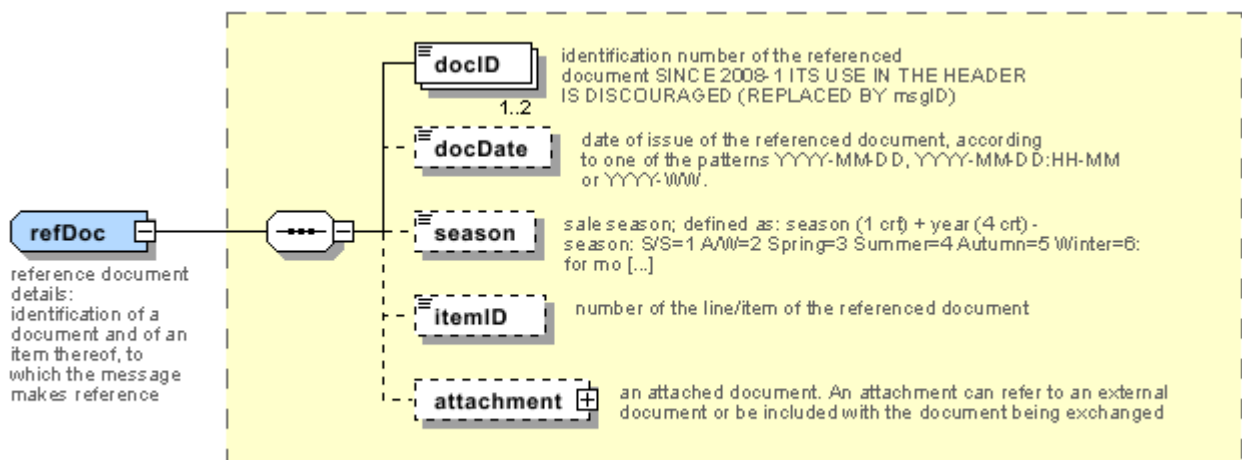 docID
1..2
identification number of the referenced
document SINCE 2008-1 ITS USE IN THE HEADER
IS DISCOURAGED (REPLACED BY msgID)
docDate
date of issue of the referenced document, according
to one of the patterns YYYY-MM-DD, YYYY-MM-DD:HH-MM
or YYYY-WW.
refDoc
reference document
details:
identification of a
document and of an
item thereof, to
which the message
makes reference
season
sale season; defined as: season (1 crt) + year (4 crt) -
season: S/S=1 A/W=2 Spring=3 Summer=4 Autumn=5 Winter=6:
for mo [...]
itemID
number of the line/item of the referenced document
attachment
an attached document. An attachment can refer to an external
document or be included with the document being exchanged